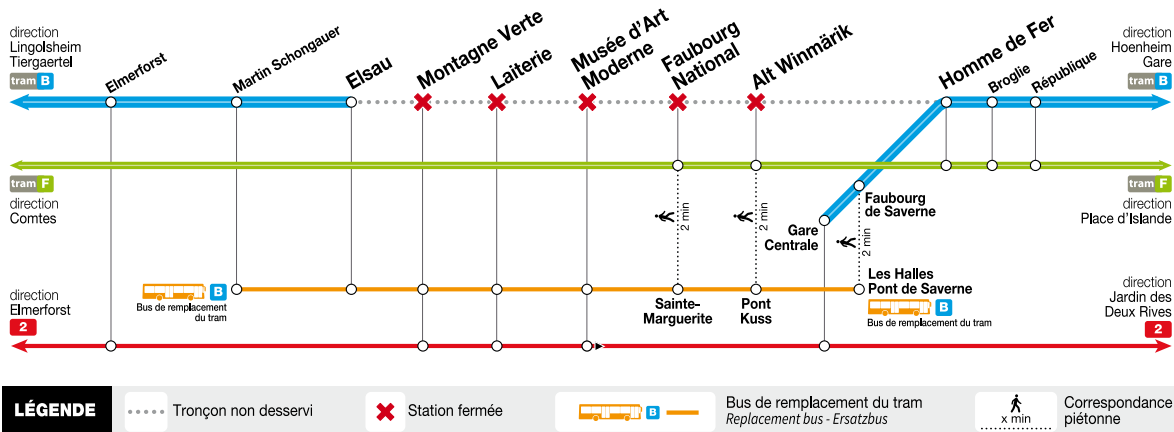 direction
Lingolsheim
Tiergaertel
tram B
Elmerforst
Martin Schongauer
Elsau
Montagne Verte
Laiterie
Musée d'Art
Moderne
Faubourg
National
Alt Winmärik
Homme de Fer
Broglie
République
direction
Hoenheim
Gare
tram B
tram F
direction
Comtes
tram F
direction
Place d'Islande
2 min
2 min
2 min
Faubourg
de Saverne
Gare
Centrale
B
Bus de remplacement
du tram
Sainte-
Marguerite
Pont
Kuss
Les Halles
Pont de Saverne
B
Bus de remplacement du tram
direction
Elmerforst
2
direction
Jardin des
Deux Rives
2
LÉGENDE
Tronçon non desservi
Station fermée
B
Bus de remplacement du tram
Replacement bus - Ersatzbus
x min
Correspondance
piétonne